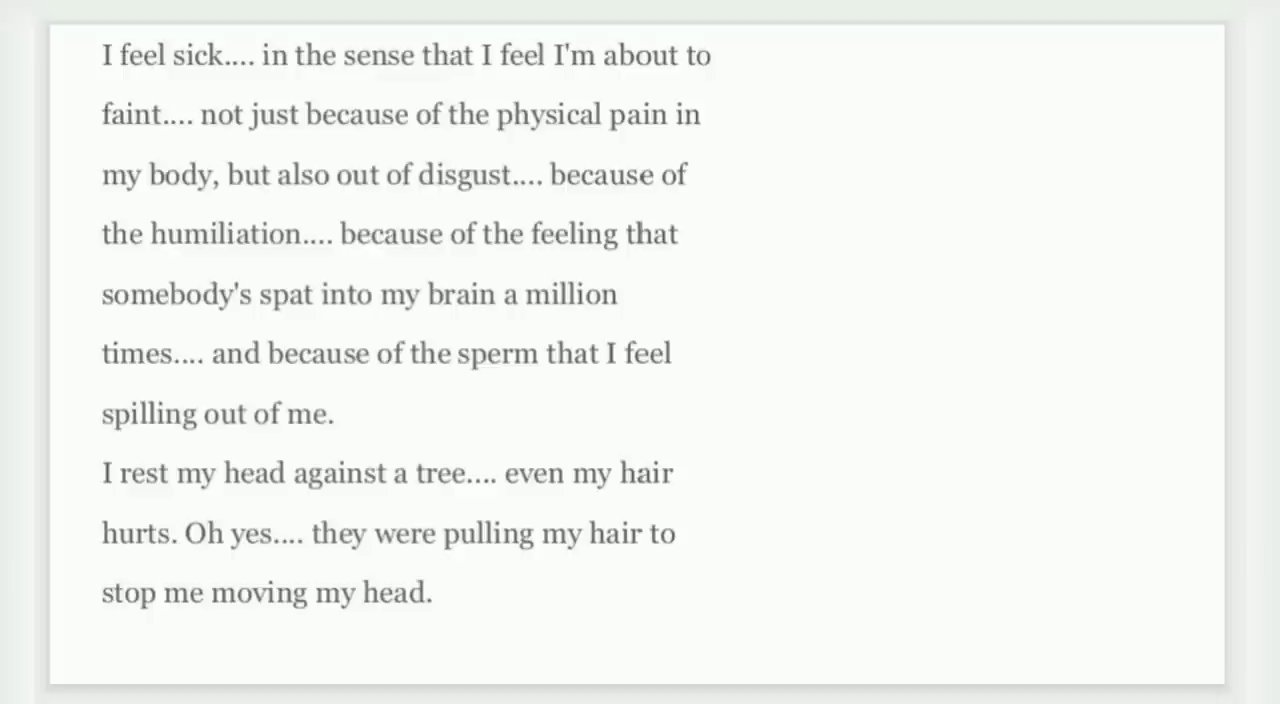 I feel sick.... in the sense that I feel I'm about to
faint.... not just because of the physical pain in
my body, but also out of disgust.... because of
the humiliation.... because of the feeling that
somebody's spat into my brain a million
times.... and because of the sperm that I feel
spilling out of me.
I rest my head against a tree.... even my hair
hurts. Oh yes.... they were pulling my hair to
stop me moving my head.